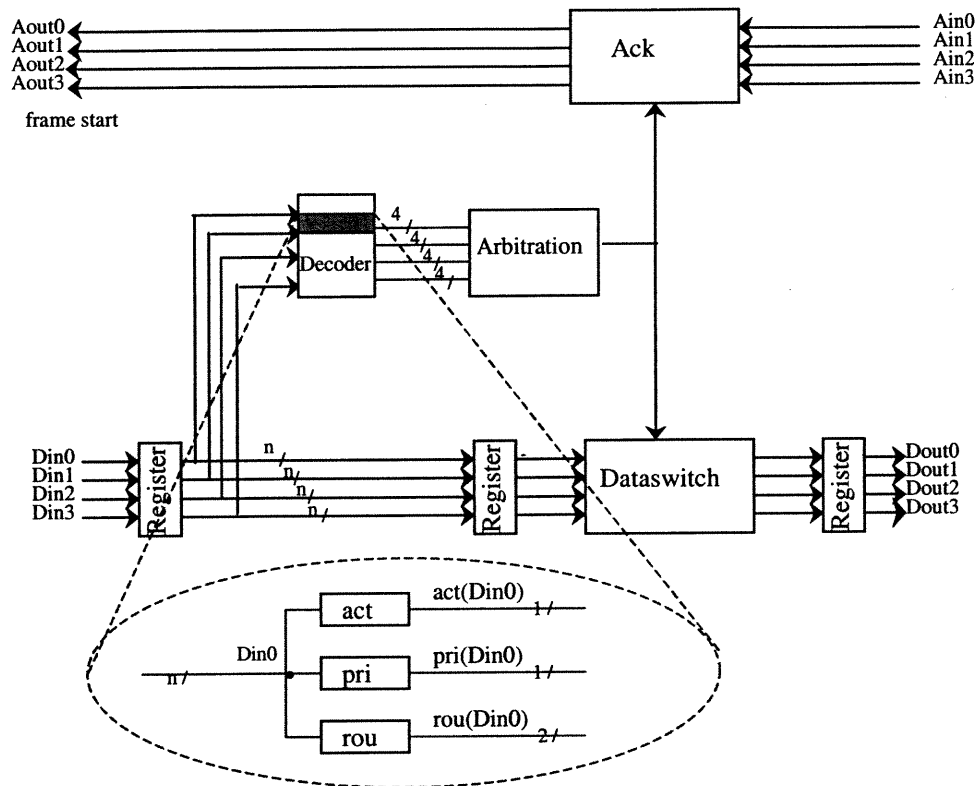 Aout0
Aout1
Aout2
Aout3
Ack
Ain0
Ain1
Ain2
Ain3
frame start
Decoder
4
4
4
4
Arbitration
Din0
Din1
Din2
Din3
Register
n
n
n
n
Register
Dataswitch
Register
Dout0
Dout1
Dout2
Dout3
n
Din0
act
act(Din0)
1
pri
pri(Din0)
1
rou
rou(Din0)
2